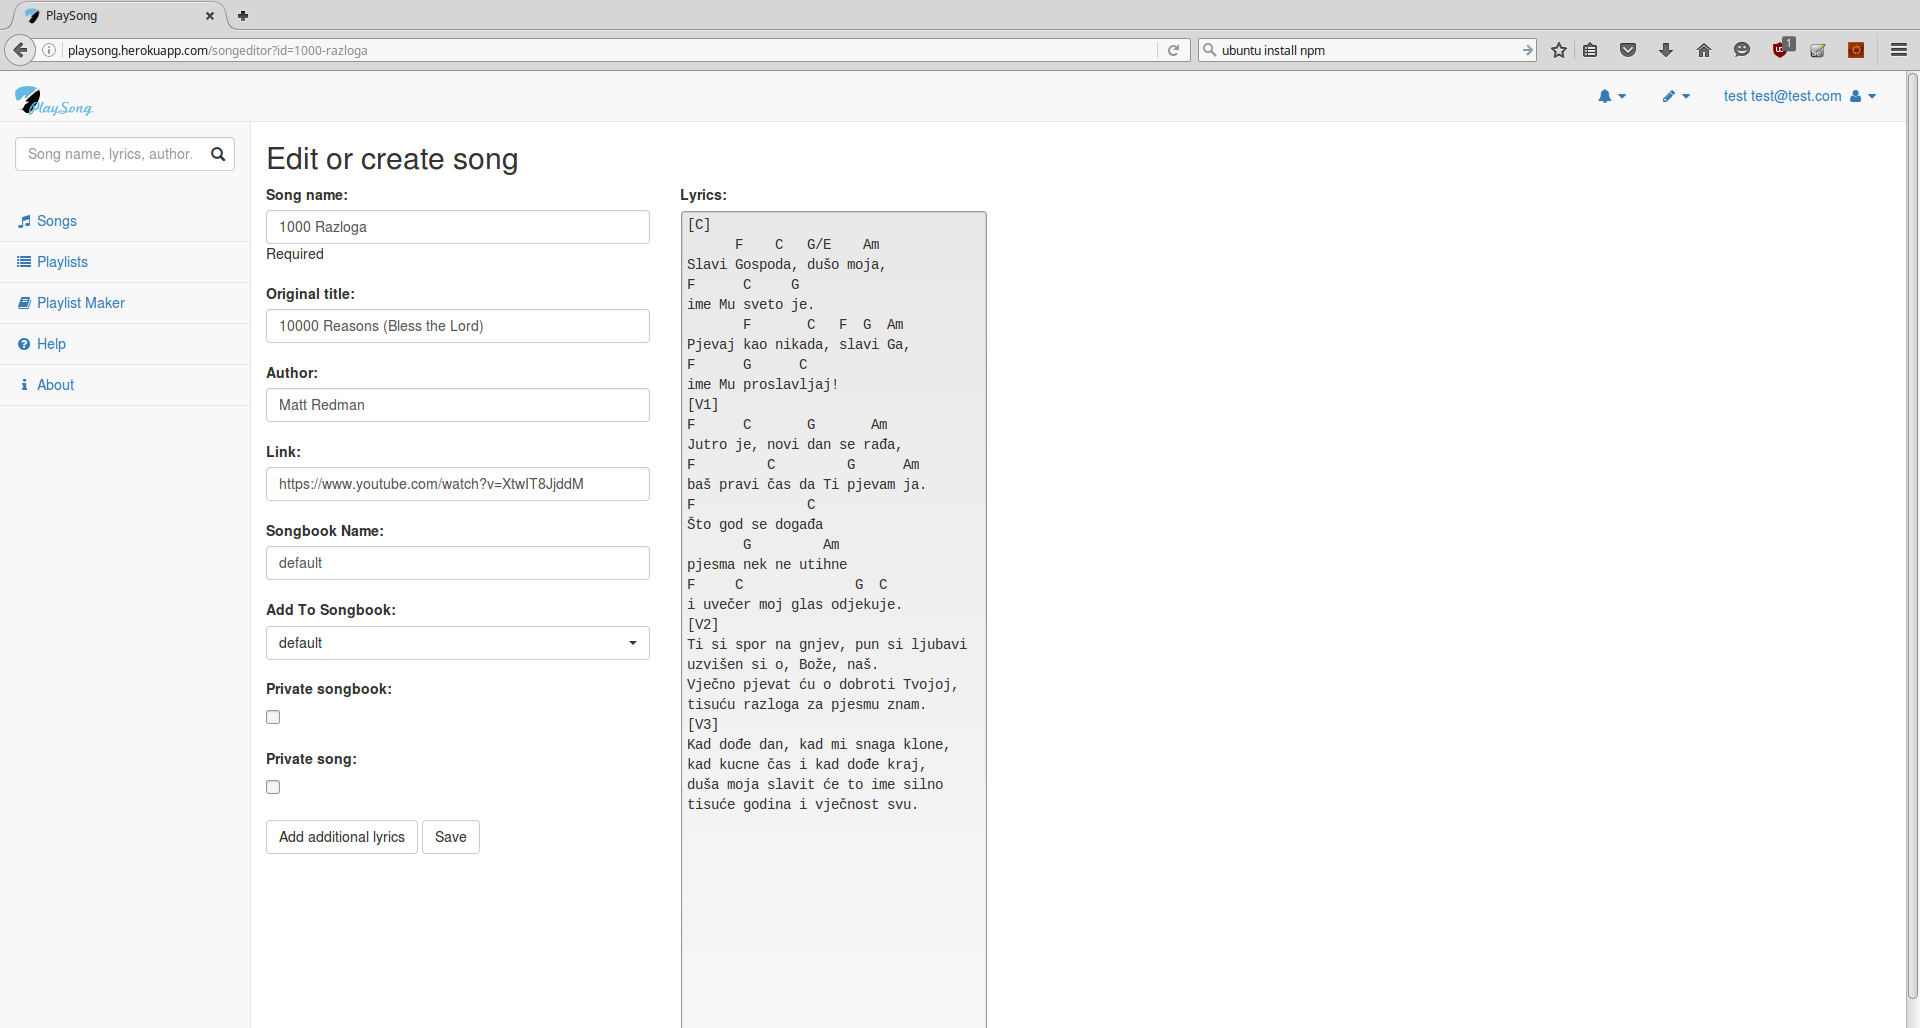 PlaySong
playsong.herokuapp.com/songeditor?id=1000-razloga
ubuntu install npm
1
PlaySong
test test@test.com
Song name, lyrics, author.
Songs
Playlists
Playlist Maker
Help
About
Edit or create song
Song name:
1000 Razloga
Required
Original title:
10000 Reasons (Bless the Lord)
Author:
Matt Redman
Link:
https://www.youtube.com/watch?v=XtwIT8JjddM
Songbook Name:
default
Add To Songbook:
default
Private songbook:
Private song:
Add additional lyrics Save
Lyrics:
[C]
      F    C   G/E    Am
Slavi Gospoda, dušo moja,
F      C     G
ime Mu sveto je.
       F       C   F  G  Am
Pjevaj kao nikada, slavi Ga,
F      G      C
ime Mu proslavljaj!
[V1]
F      C       G       Am
Jutro je, novi dan se rađa,
F         C         G      Am
baš pravi čas da Ti pjevam ja.
F              C
Što god se događa
       G         Am
pjesma nek ne utihne
F     C              G  C
i uvečer moj glas odjekuje.
[V2]
Ti si spor na gnjev, pun si ljubavi
uzvišen si o, Bože, naš.
Vječno pjevat ću o dobroti Tvojoj,
tisuću razloga za pjesmu znam.
[V3]
Kad dođe dan, kad mi snaga klone,
kad kucne čas i kad dođe kraj,
duša moja slavit će to ime silno
tisuće godina i vječnost svu.